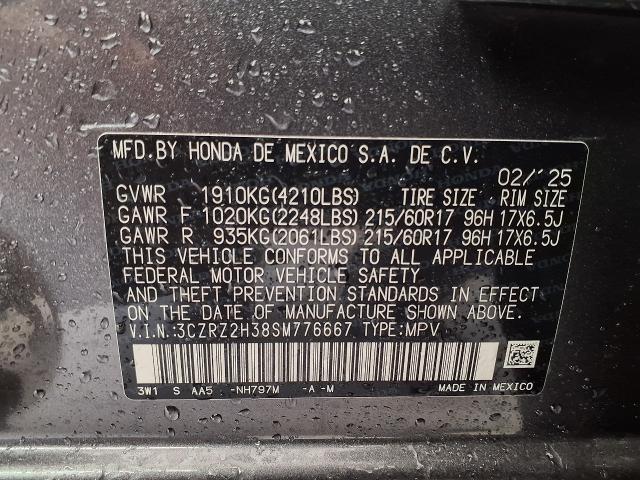 MFD.BY HONDA DE MEXICO S.A. DE C.V.
02/'25
GVWR 1910KG(4210LBS) TIRE SIZE RIM SIZE
GAWR F 1020KG(2248LBS) 215/60R17 96H 17X6.5J
GAWR R 935KG(2061LBS) 215/60R17 96H 17X6.5J
THIS VEHICLE CONFORMS TO ALL APPLICABLE
FEDERAL MOTOR VEHICLE SAFETY
AND THEFT PREVENTION STANDARDS IN EFFECT
ON THE DATE OF MANUFACTURE SHOWN ABOVE.
V.I.N.:3CZRZ2H38SM776667 TYPE:MPV
3W1 S AA5 -NH797M -A -M MADE IN MEXICO